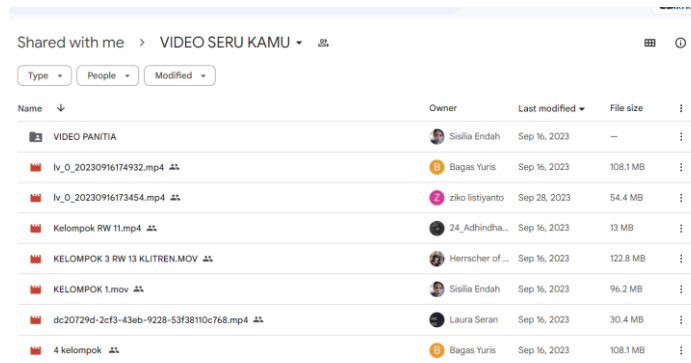 Shared with me > VIDEO SERU KAMU
Type People Modified
Name Owner Last modified File size
VIDEO PANITIA Sisilia Endah Sep 16, 2023 —
lv_0_20230916174932.mp4 B Bagas Yuris Sep 16, 2023 108.1 MB
lv_0_20230916173454.mp4 Z ziko listiyanto Sep 28, 2023 54.4 MB
Kelompok RW 11.mp4 24_Adhindha... Sep 16, 2023 13 MB
KELOMPOK 3 RW 13 KLITREN.MOV Herrscher of ... Sep 16, 2023 122.8 MB
KELOMPOK 1.mov Sisilia Endah Sep 16, 2023 96.2 MB
dc20729d-2cf3-43eb-9228-53f38110c768.mp4 Laura Seran Sep 16, 2023 30.4 MB
4 kelompok B Bagas Yuris Sep 16, 2023 108.1 MB